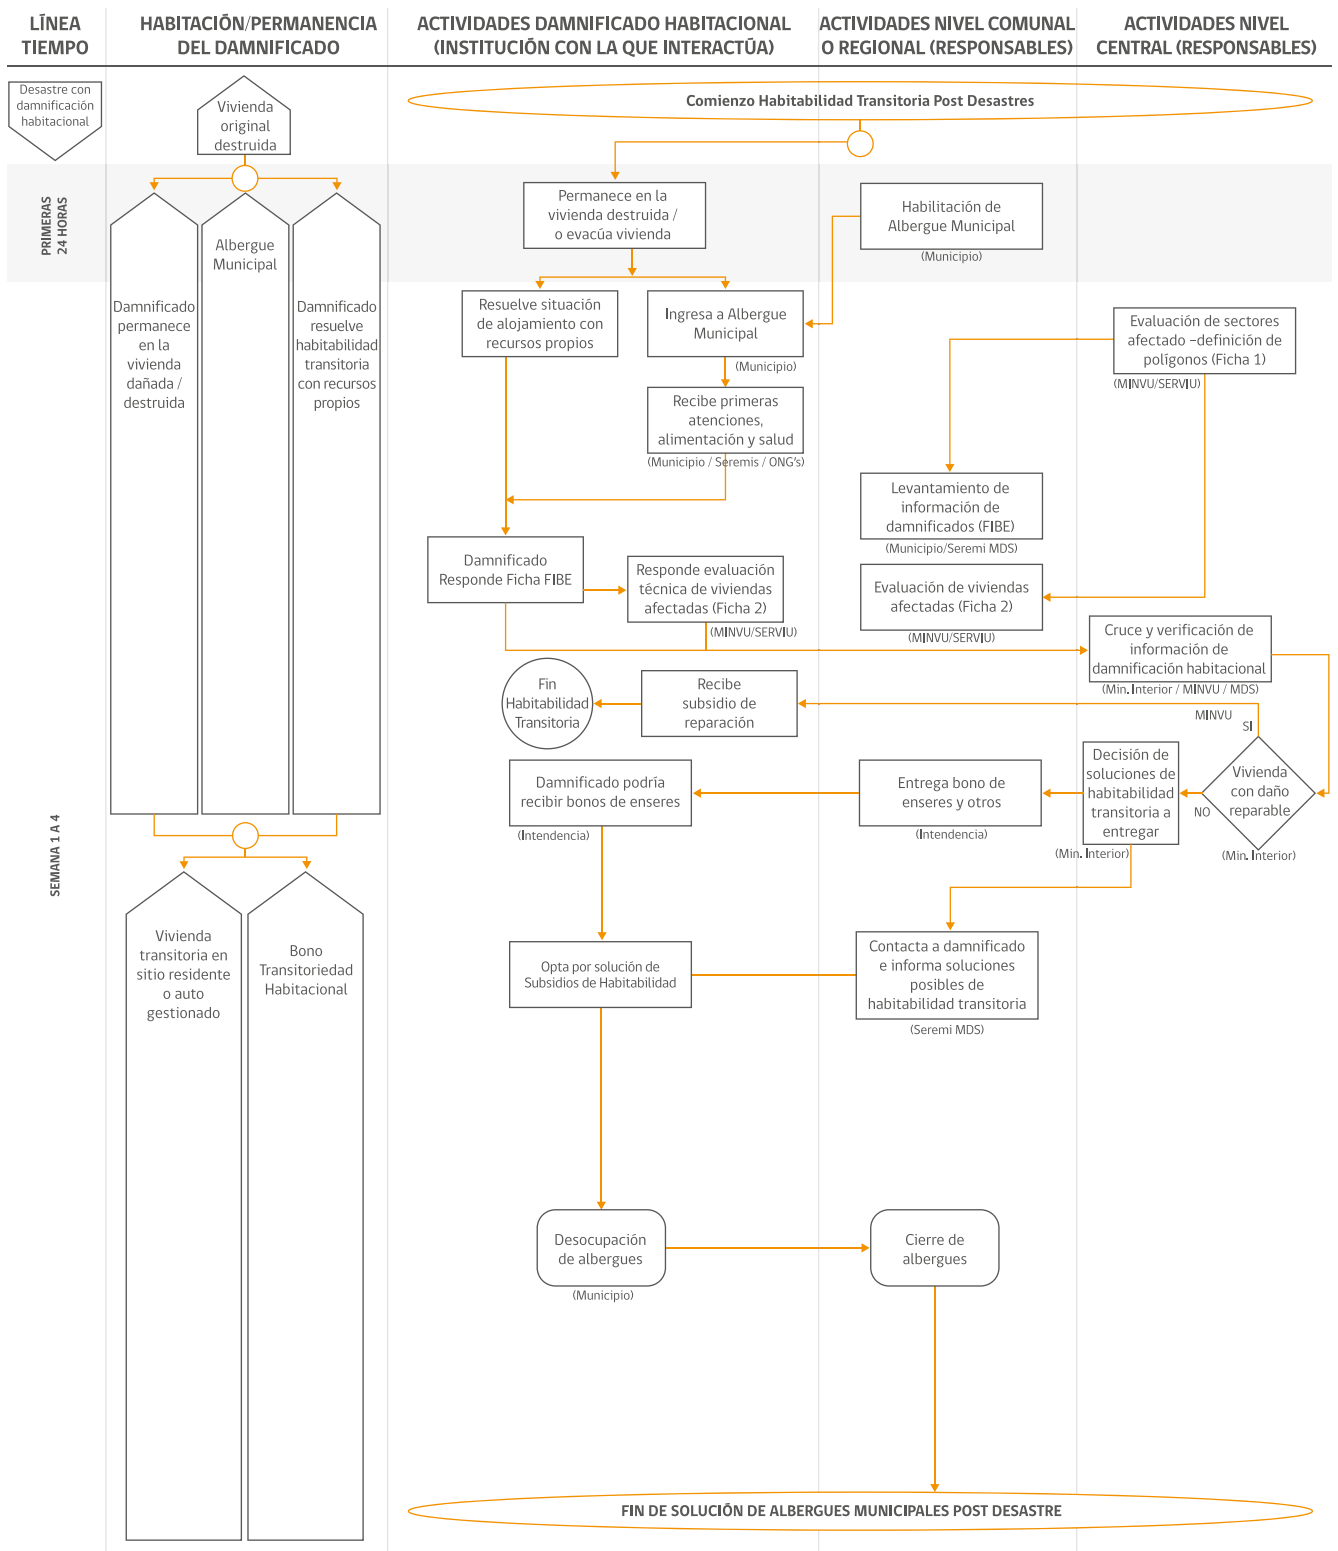 LÍNEA
TIEMPO
HABITACIÓN/PERMANENCIA
DEL DAMNIFICADO
ACTIVIDADES DAMNIFICADO HABITACIONAL
(INSTITUCIÓN CON LA QUE INTERACTÚA)
ACTIVIDADES NIVEL COMUNAL
O REGIONAL (RESPONSABLES)
ACTIVIDADES NIVEL
CENTRAL (RESPONSABLES)
Desastre con
damnificación
habitacional
Vivienda
original
destruida
Comienzo Habitabilidad Transitoria Post Desastres
PRIMERAS
24 HORAS
Albergue
Municipal
Permanece en la
vivienda destruida /
o evacúa vivienda
Habilitación de
Albergue Municipal
(Municipio)
Damnificado
permanece
en la
vivienda
dañada /
destruida
Damnificado
resuelve
habitabilidad
transitoria
con recursos
propios
Resuelve situación
de alojamiento con
recursos propios
Ingresa a Albergue
Municipal
(Municipio)
Evaluación de sectores
afectado –definición de
polígonos (Ficha 1)
(MINVU/SERVIU)
Recibe primeras
atenciones,
alimentación y salud
(Municipio / Seremis / ONG's)
Levantamiento de
información de
damnificados (FIBE)
(Municipio/Seremi MDS)
Damnificado
Responde Ficha FIBE
Responde evaluación
técnica de viviendas
afectadas (Ficha 2)
(MINVU/SERVIU)
Evaluación de viviendas
afectadas (Ficha 2)
(MINVU/SERVIU)
Cruce y verificación de
información de
damnificación habitacional
(Min. Interior / MINVU / MDS)
Fin
Habitabilidad
Transitoria
Recibe
subsidio de
reparación
MINVU
SI
SEMANA 1 A 4
Damnificado podría
recibir bonos de enseres
(Intendencia)
Entrega bono de
enseres y otros
(Intendencia)
Decisión de
soluciones de
habitabilidad
transitoria a
entregar
(Min. Interior)
NO
Vivienda
con daño
reparable
(Min. Interior)
Vivienda
transitoria en
sitio residente
o auto
gestionado
Bono
Transitoriedad
Habitacional
Opta por solución de
Subsidios de Habitabilidad
Contacta a damnificado
e informa soluciones
posibles de
habitabilidad transitoria
(Seremi MDS)
Desocupación
de albergues
(Municipio)
Cierre de
albergues
FIN DE SOLUCIÓN DE ALBERGUES MUNICIPALES POST DESASTRE